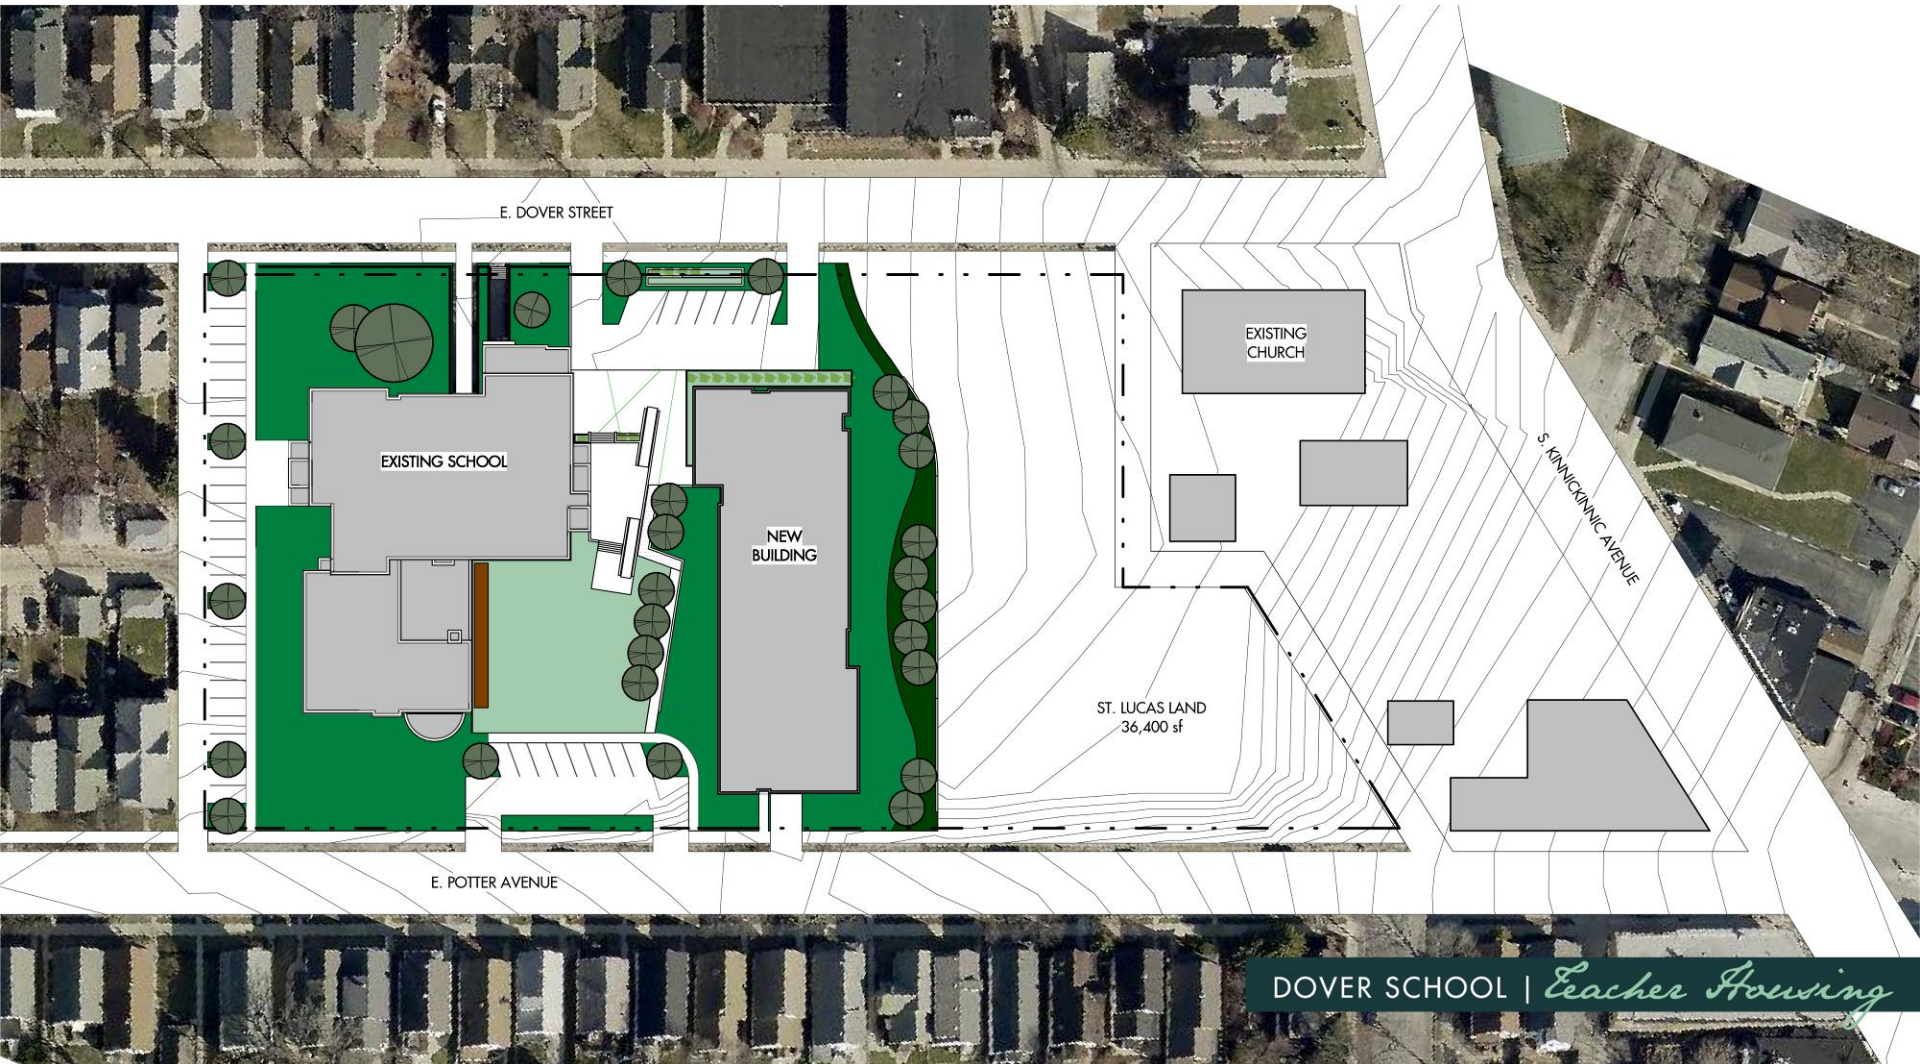 E. DOVER STREET
EXISTING
CHURCH
EXISTING SCHOOL
S. KINNICKINNIC AVENUE
NEW
BUILDING
ST. LUCAS LAND
36,400 sf
E. POTTER AVENUE
DOVER SCHOOL | Teacher Housing